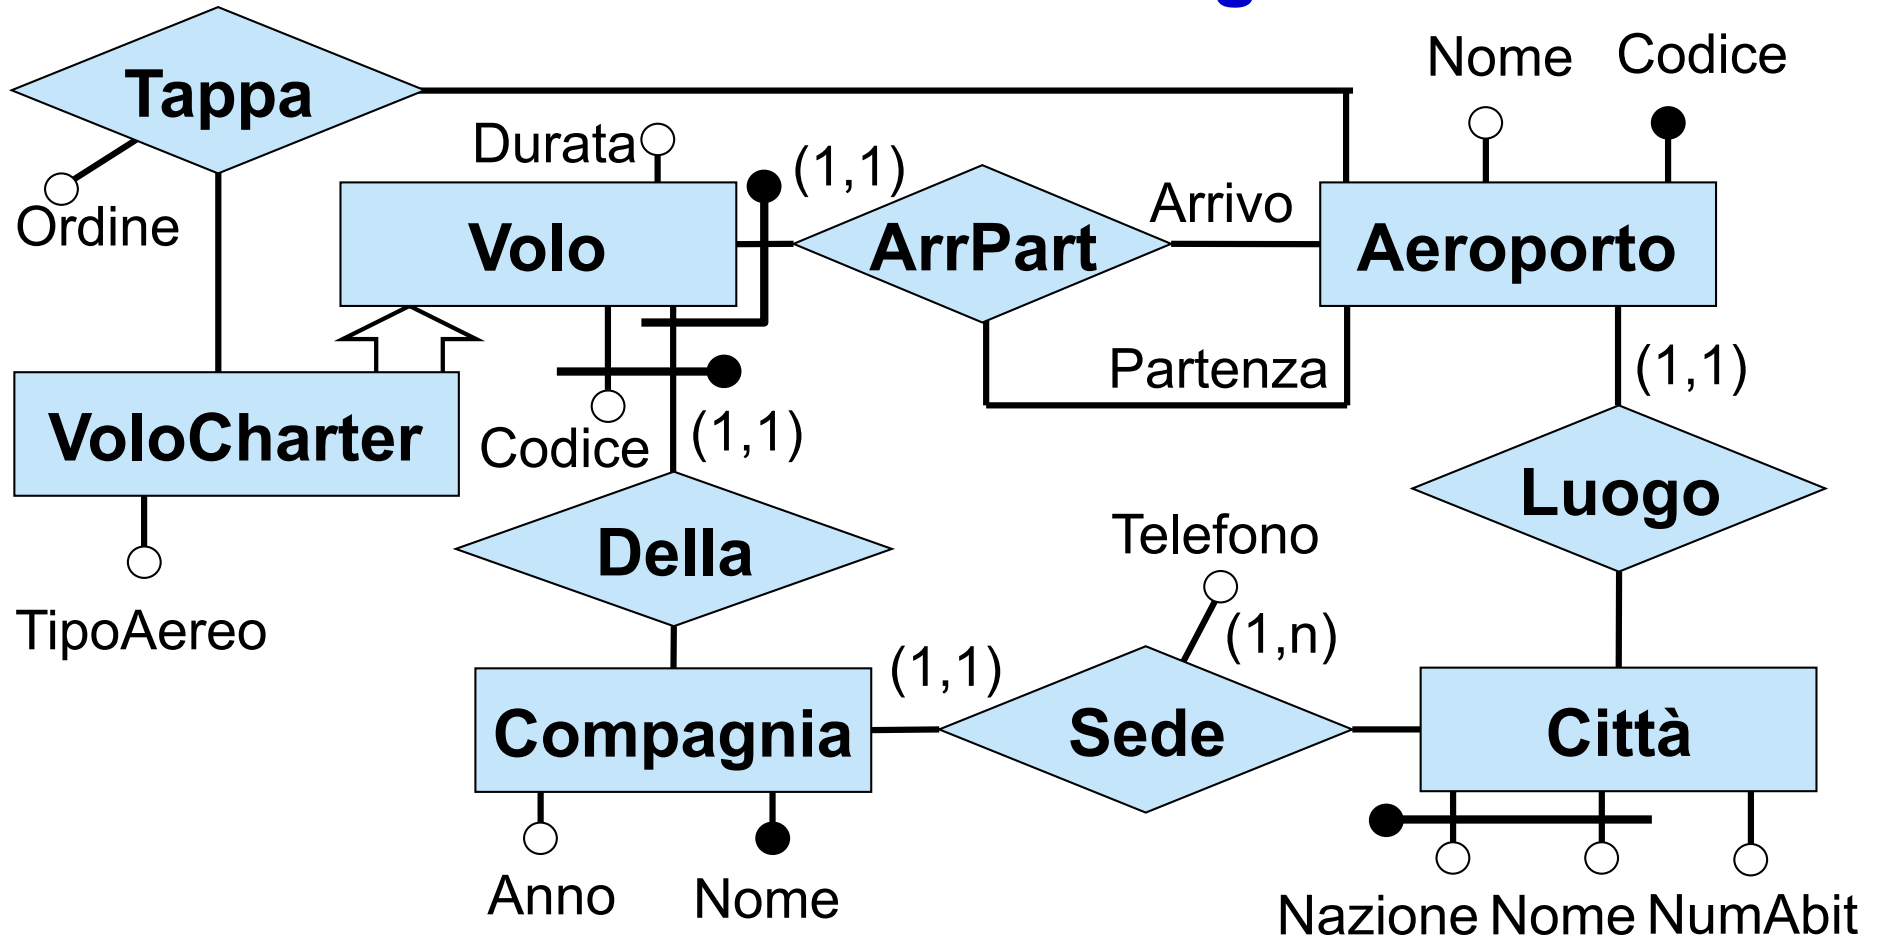 g
Tappa
Nome
Codice
Durata
(1,1)
Ordine
Volo
ArrPart
Arrivo
Aeroporto
Partenza
(1,1)
VoloCharter
Codice
(1,1)
Luogo
Della
Telefono
TipoAereo
(1,n)
(1,1)
Compagnia
Sede
Città
Anno
Nome
Nazione
Nome
NumAbit